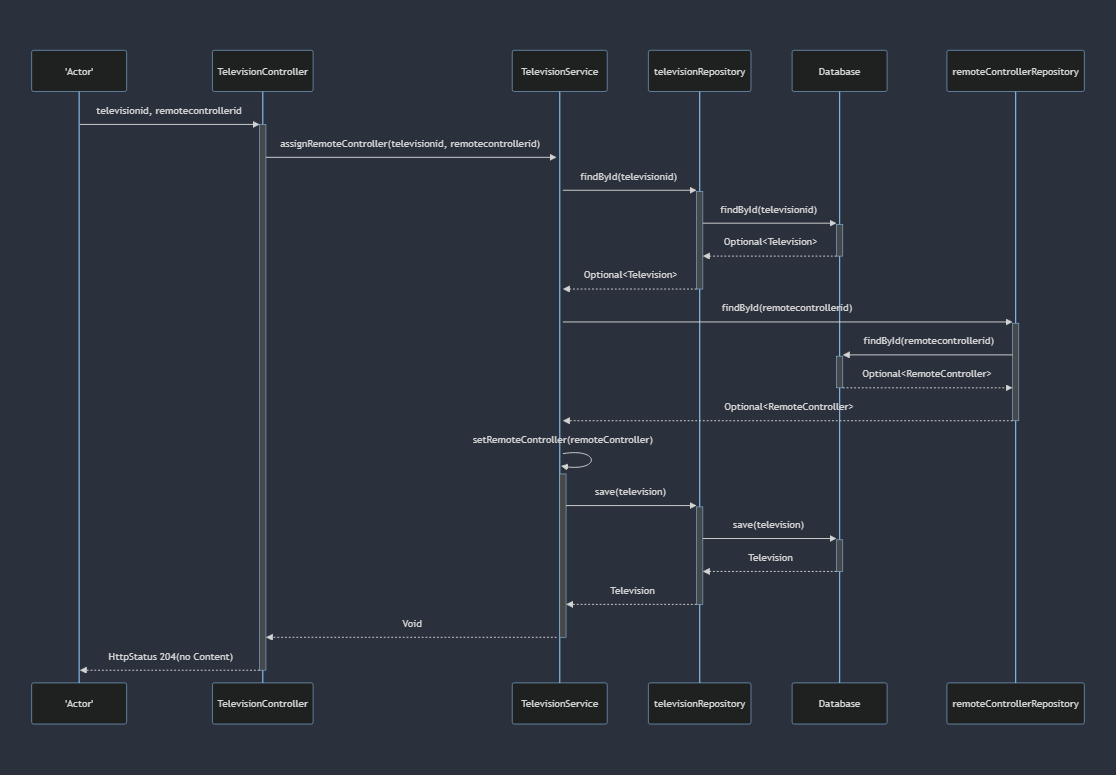 'Actor'
TelevisionController
TelevisionService
televisionRepository
Database
remoteControllerRepository
televisionid, remotecontrollerid
assignRemoteController(televisionid, remotecontrollerid)
findById(televisionid)
findById(televisionid)
Optional<Television>
Optional<Television>
findById(remotecontrollerid)
findById(remotecontrollerid)
Optional<RemoteController>
Optional<RemoteController>
setRemoteController(remoteController)
save(television)
save(television)
Television
Television
Void
HttpStatus 204(no Content)
'Actor'
TelevisionController
TelevisionService
televisionRepository
Database
remoteControllerRepository